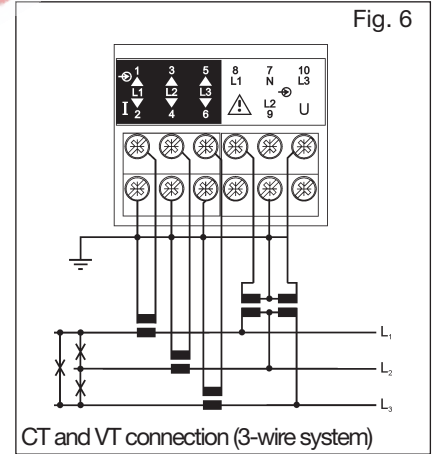 Fig. 6
1 3 5 8 7 10
L1 N L3
L1 L2 L3
I U
L2
2 4 6 9
L1
L2
L3
CT and VT connection (3-wire system)